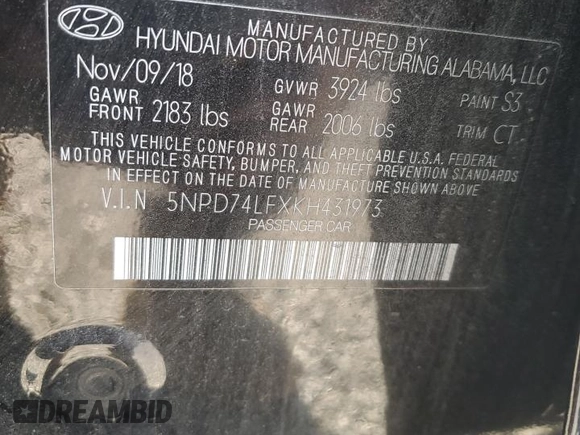 MANUFACTURED BY
HYUNDAI MOTOR MANUFACTURING ALABAMA, LLC
Nov/09/18 GVWR 3924 lbs PAINT S3
GAWR FRONT 2183 lbs GAWR REAR 2006 lbs TRIM CT
THIS VEHICLE CONFORMS TO ALL APPLICABLE U.S.A. FEDERAL
MOTOR VEHICLE SAFETY, BUMPER, AND THEFT PREVENTION STANDARDS
IN EFFECT ON THE DATE OF MANUFACTURE SHOWN ABOVE.
V.I.N 5NPD74LFXKH431973
PASSENGER CAR
DREAMBID